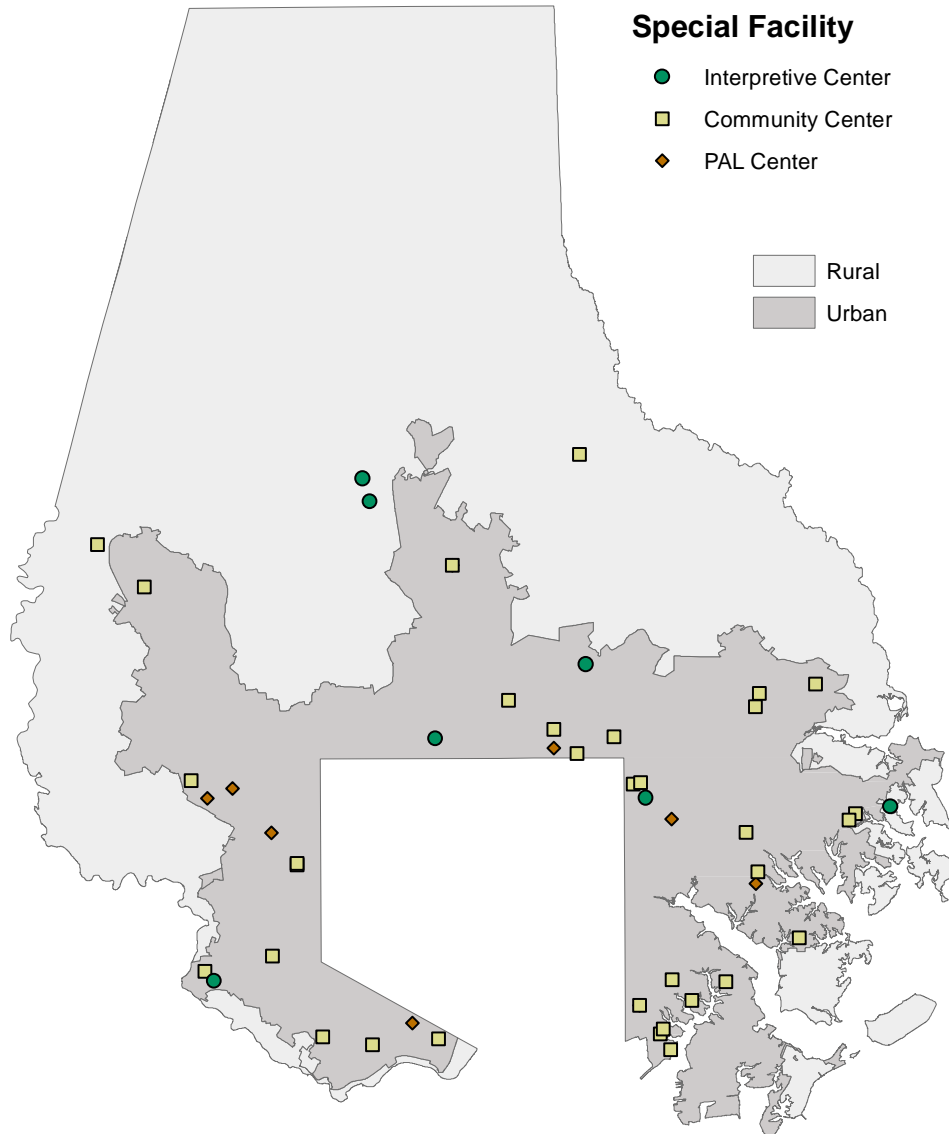 Special Facility
Interpretive Center
Community Center
PAL Center
Rural
Urban